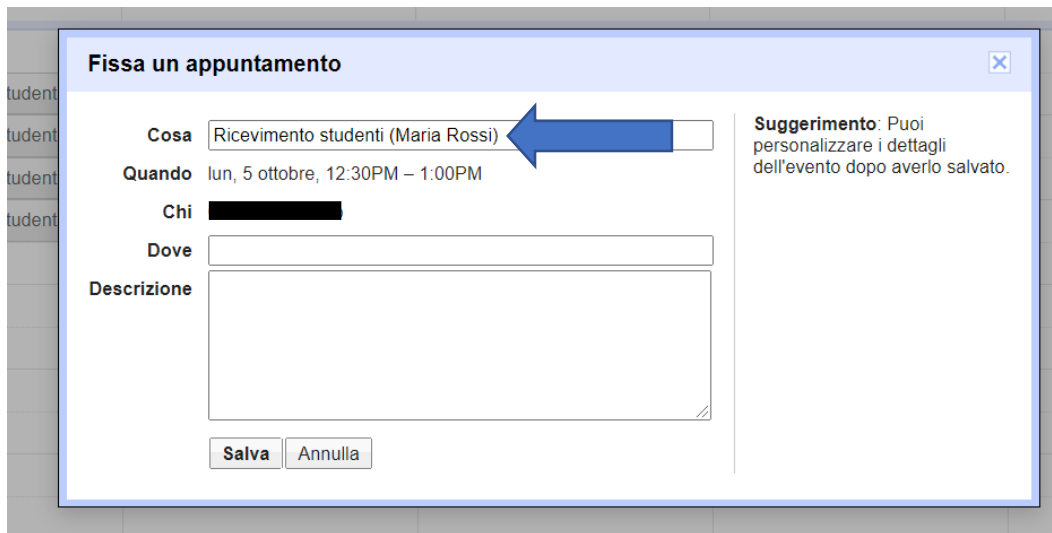 Fissa un appuntamento
tudent
tudent
tudent
tudent
Cosa Ricevimento studenti (Maria Rossi)
Quando lun, 5 ottobre, 12:30PM – 1:00PM
Chi
Dove
Descrizione
Salva Annulla
Suggerimento: Puoi
personalizzare i dettagli
dell'evento dopo averlo salvato.